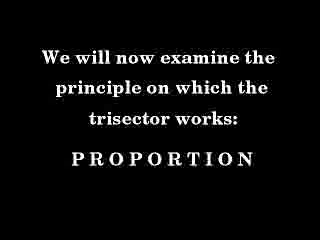 We will now examine the
principle on which the
trisector works:
P R O P O R T I O N